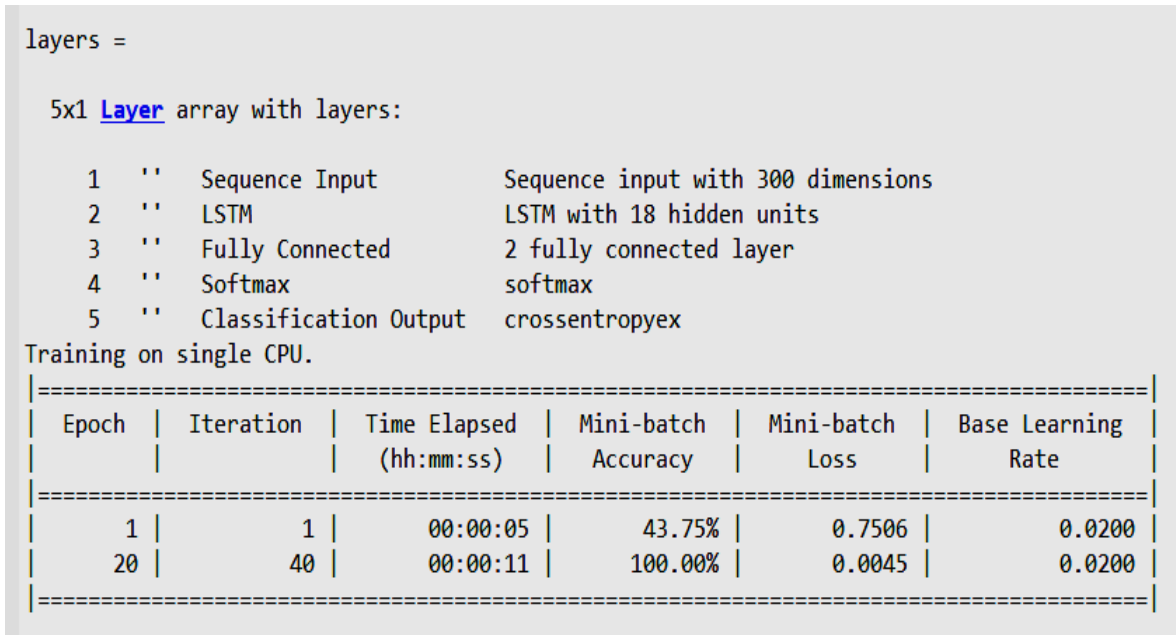 layers =
5x1 Layer array with layers:
1 '' Sequence Input Sequence input with 300 dimensions
2 '' LSTM LSTM with 18 hidden units
3 '' Fully Connected 2 fully connected layer
4 '' Softmax softmax
5 '' Classification Output crossentropyex
Training on single CPU.
|========================================================================================|
| Epoch | Iteration | Time Elapsed | Mini-batch | Mini-batch | Base Learning |
| | | (hh:mm:ss) | Accuracy | Loss | Rate |
|========================================================================================|
| 1 | 1 | 00:00:05 | 43.75% | 0.7506 | 0.0200 |
| 20 | 40 | 00:00:11 | 100.00% | 0.0045 | 0.0200 |
|========================================================================================|